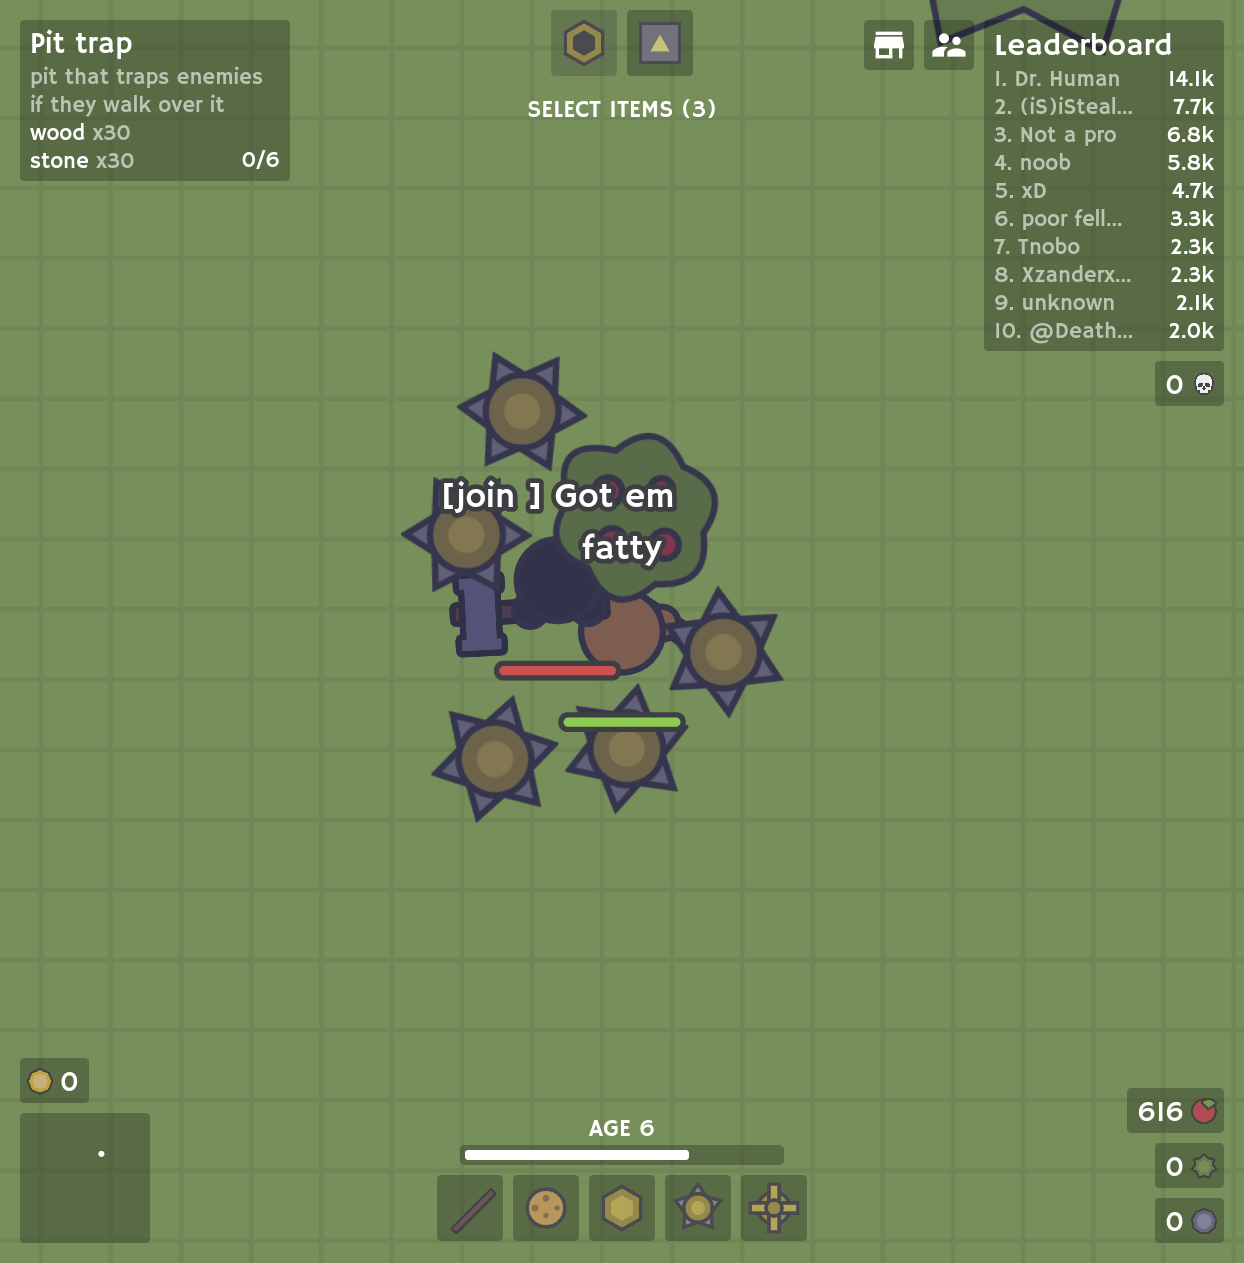 Pit trap
pit that traps enemies
if they walk over it
wood x30
stone x30 0/6
SELECT ITEMS (3)
Leaderboard
1. Dr. Human 14.1k
2. (iS)iSteal... 7.7k
3. Not a pro 6.8k
4. noob 5.8k
5. xD 4.7k
6. poor fell... 3.3k
7. Tnobo 2.3k
8. Xzanderx... 2.3k
9. unknown 2.1k
10. @Death... 2.0k
0
[join ] Got em
fatty
0
AGE 6
616
0
0